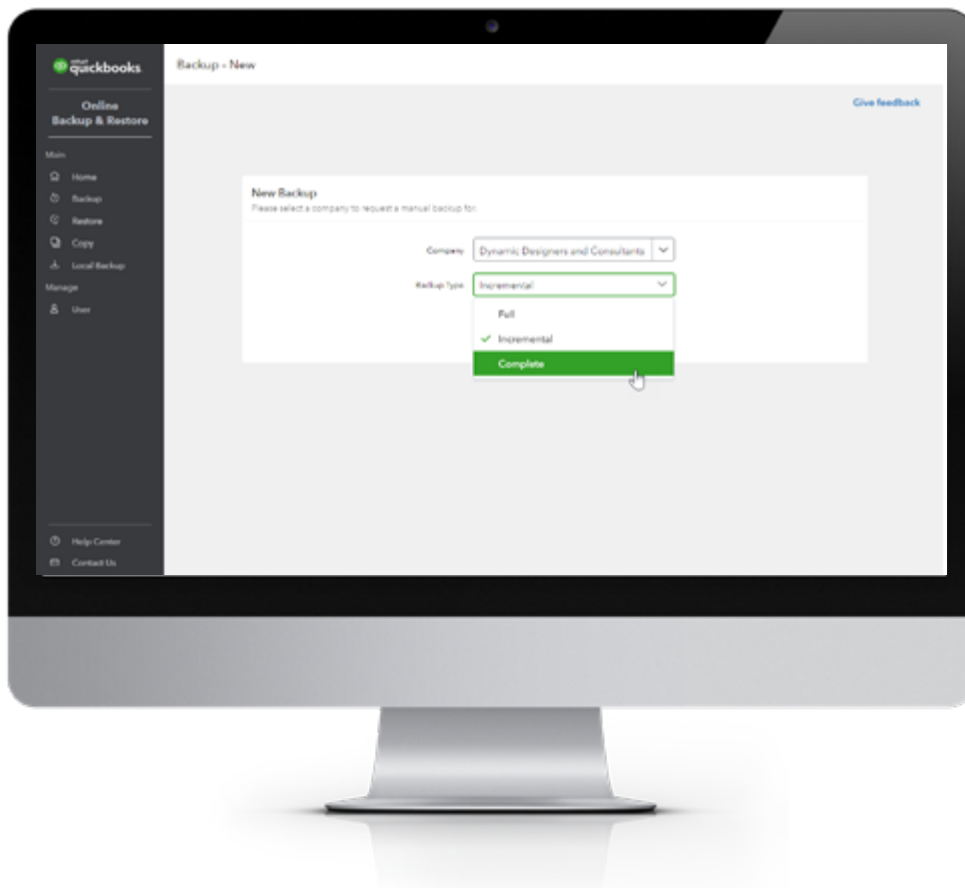 intuit
quickbooks.
Online
Backup & Restore
Main
Home
Backup
Restore
Copy
Local Backup
Manage
User
Help Center
Contact Us
Backup - New
Give feedback
New Backup
Please select a company to request a manual backup for.
Company
Dynamic Designers and Consultants
Backup Type
Incremental
Full
Incremental
Complete